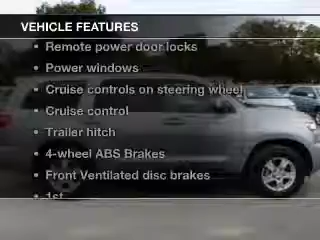 VEHICLE FEATURES
• Remote power door locks
• Power windows
• Cruise controls on steering wheel
• Cruise control
• Trailer hitch
• 4-wheel ABS Brakes
• Front Ventilated disc brakes
• 1st